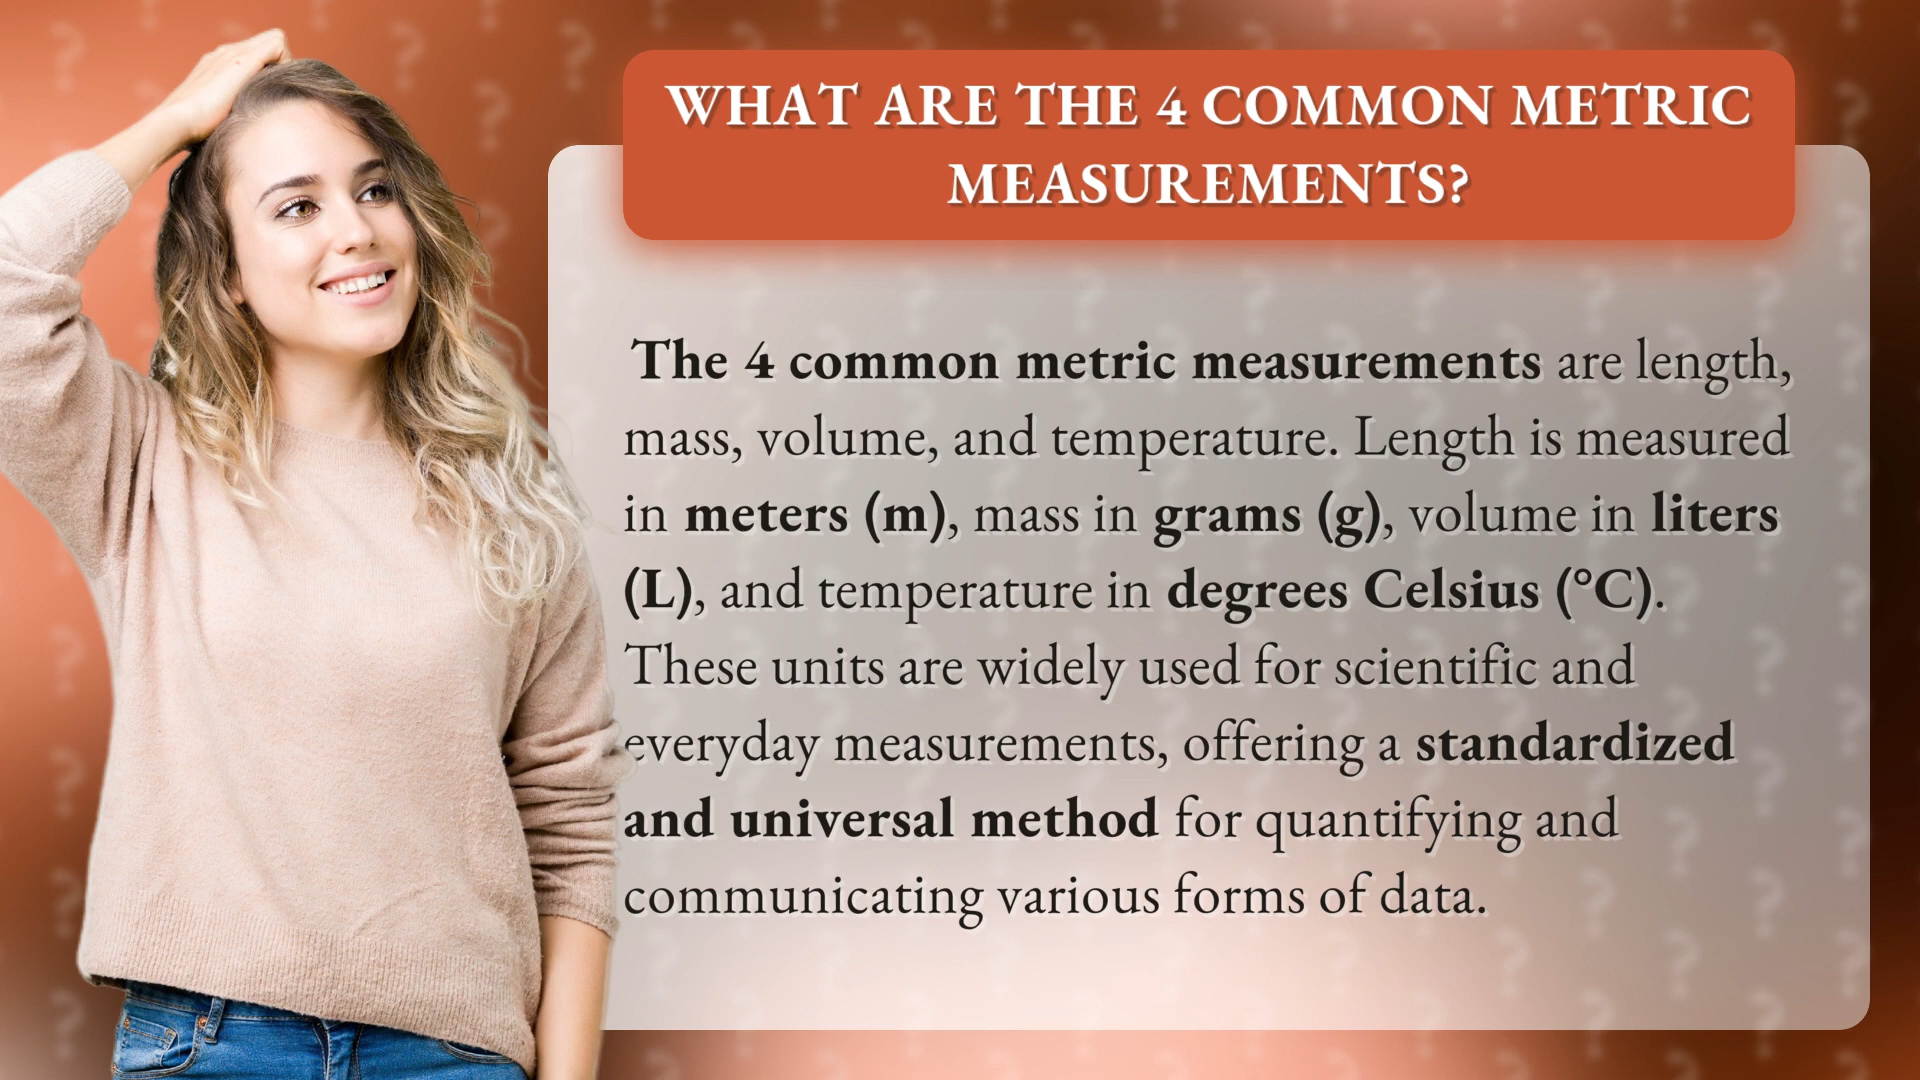 WHAT ARE THE 4 COMMON METRIC
MEASUREMENTS?
The 4 common metric measurements are length,
mass, volume, and temperature. Length is measured
in meters (m), mass in grams (g), volume in liters
(L), and temperature in degrees Celsius (°C).
These units are widely used for scientific and
everyday measurements, offering a standardized
and universal method for quantifying and
communicating various forms of data.